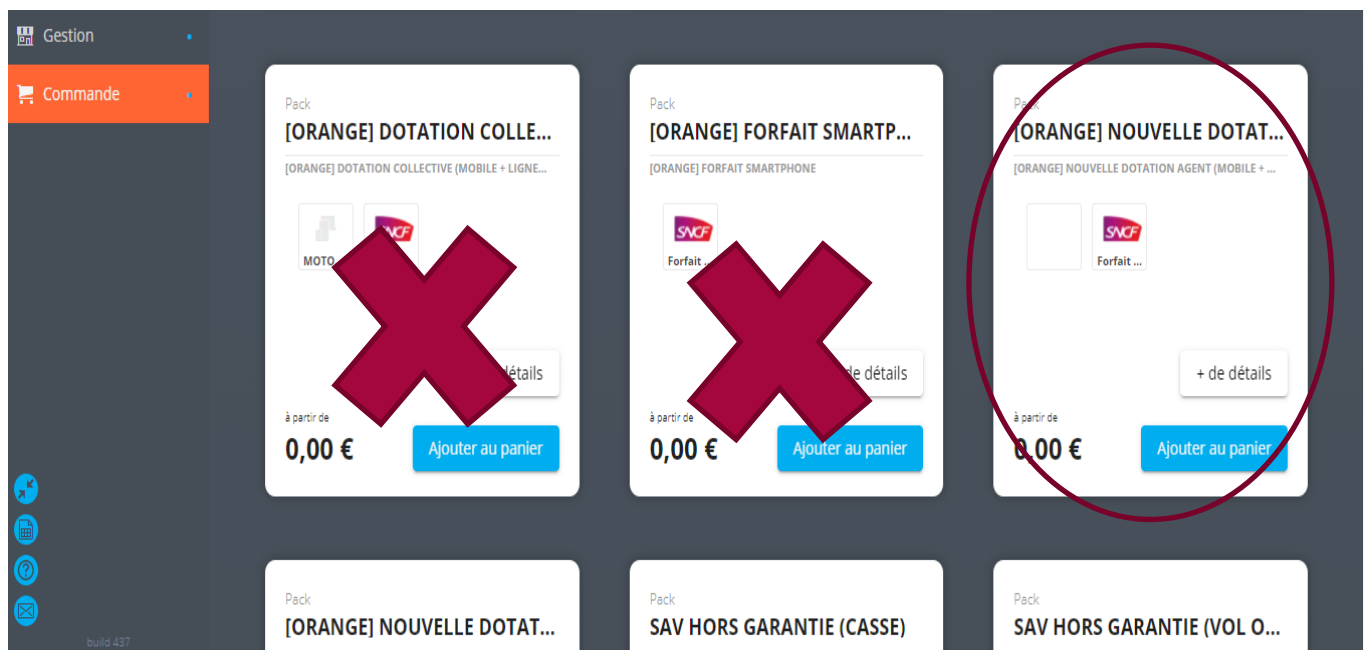 Gestion
Commande
Pack
[ORANGE] DOTATION COLLE...
[ORANGE] DOTATION COLLECTIVE (MOBILE + LIGNE...
MOTO
SNCF
détails
à partir de
0,00 €
Ajouter au panier
Pack
[ORANGE] FORFAIT SMARTP...
[ORANGE] FORFAIT SMARTPHONE
SNCF
Forfait ...
de détails
à partir de
0,00 €
Ajouter au panier
Pack
[ORANGE] NOUVELLE DOTAT...
[ORANGE] NOUVELLE DOTATION AGENT (MOBILE + ...
SNCF
Forfait ...
+ de détails
à partir de
0,00 €
Ajouter au panier
Pack
[ORANGE] NOUVELLE DOTAT...
Pack
SAV HORS GARANTIE (CASSE)
Pack
SAV HORS GARANTIE (VOL O...
build 437